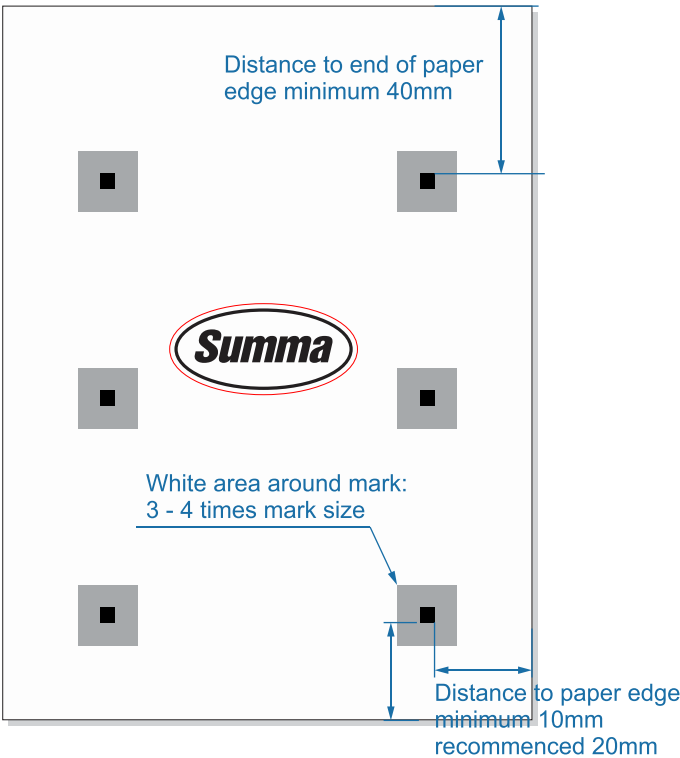 Distance to end of paper
edge minimum 40mm
Summa
White area around mark:
3 - 4 times mark size
Distance to paper edge
minimum 10mm
recommenced 20mm